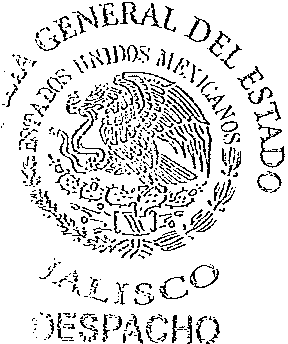 GENERAL DEL ESTADO
ESTADOS UNIDOS MEXICANOS
JALISCO
DESPACHO